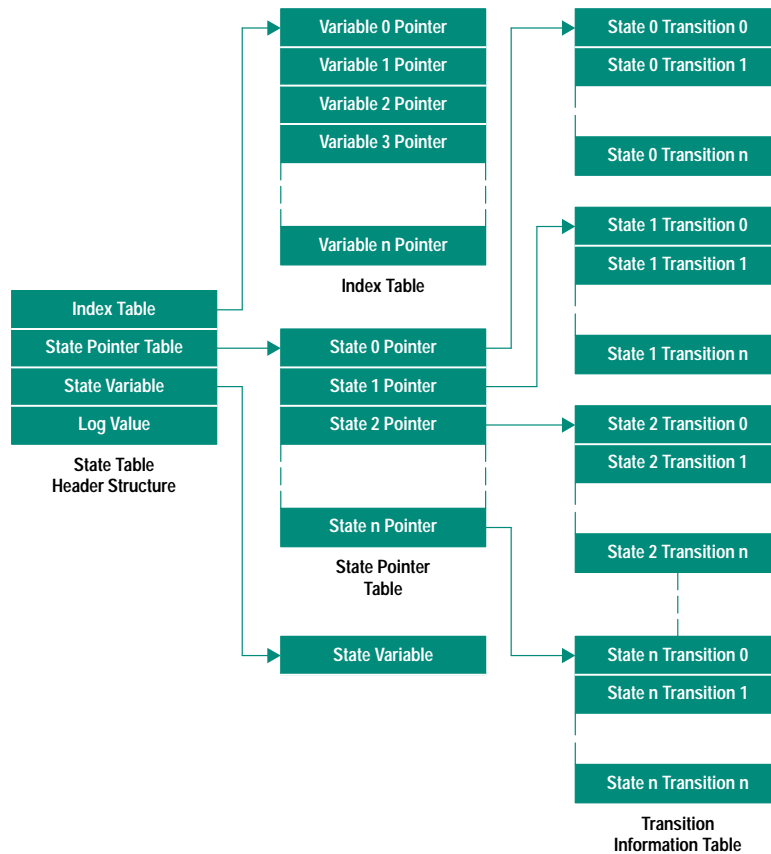 Index Table
State Pointer Table
State Variable
Log Value
State Table
Header Structure
Variable 0 Pointer
Variable 1 Pointer
Variable 2 Pointer
Variable 3 Pointer
Variable n Pointer
Index Table
State 0 Pointer
State 1 Pointer
State 2 Pointer
State n Pointer
State Pointer
Table
State Variable
State 0 Transition 0
State 0 Transition 1
State 0 Transition n
State 1 Transition 0
State 1 Transition 1
State 1 Transition n
State 2 Transition 0
State 2 Transition 1
State 2 Transition n
State n Transition 0
State n Transition 1
State n Transition n
Transition
Information Table